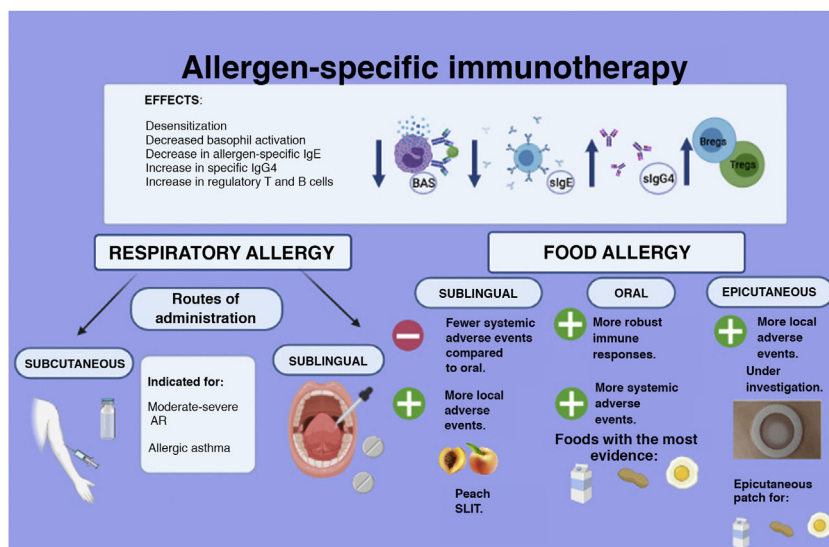 Allergen-specific immunotherapy
EFFECTS:
Desensitization
Decreased basophil activation
Decrease in allergen-specific IgE
Increase in specific IgG4
Increase in regulatory T and B cells
BAS
sIgE
sIgG4
Bregs
Tregs
RESPIRATORY ALLERGY
Routes of
administration
SUBCUTANEOUS
Indicated for:
Moderate-severe
AR
Allergic asthma
SUBLINGUAL
FOOD ALLERGY
SUBLINGUAL
Fewer systemic
adverse events
compared
to oral.
More local
adverse
events.
Peach
SLIT.
ORAL
More robust
immune
responses.
More systemic
adverse
events.
Foods with the most
evidence:
EPICUTANEOUS
More local
adverse
events.
Under
investigation.
Epicutaneous
patch for: